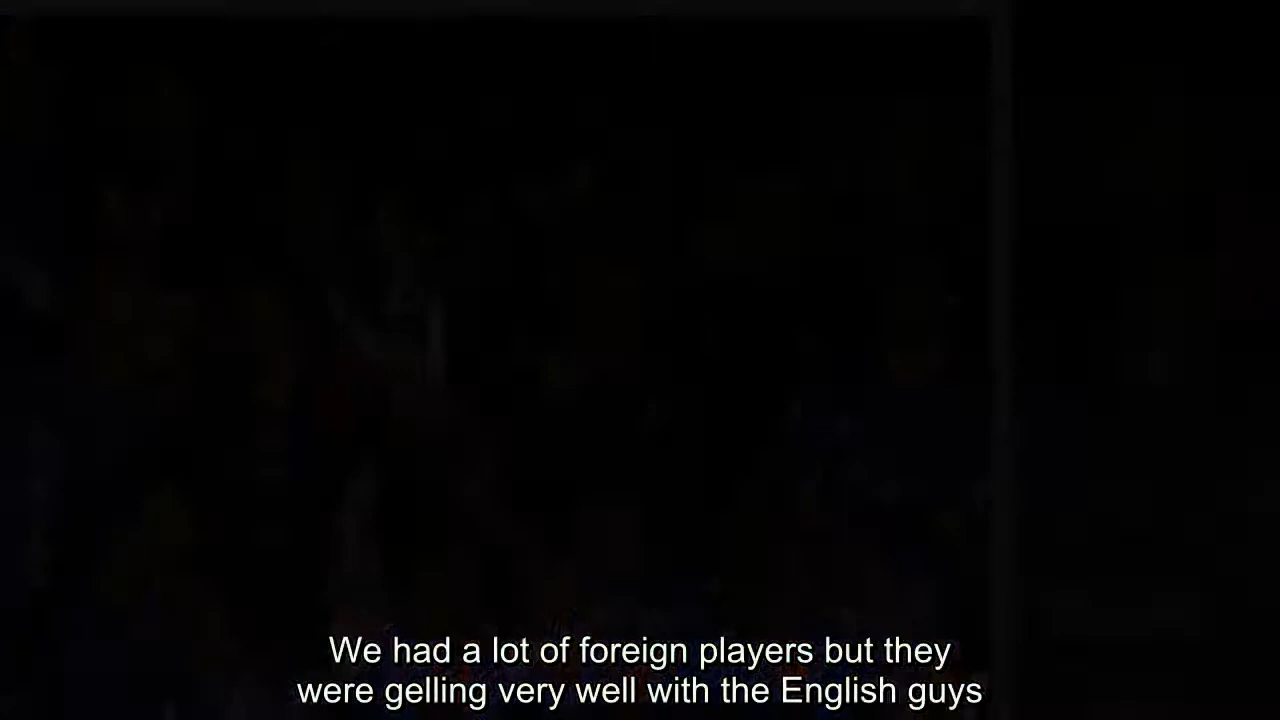 We had a lot of foreign players but they
were gelling very well with the English guys